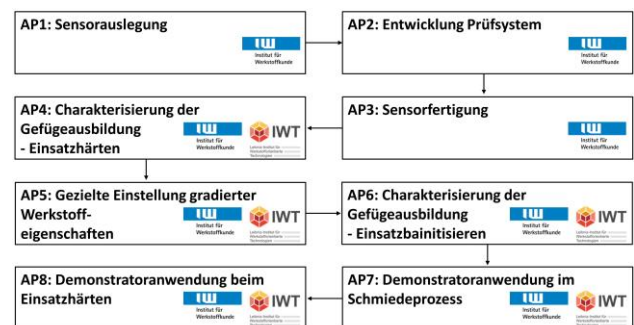 AP1: Sensorauslegung
Institut für
Werkstoffkunde
AP2: Entwicklung Prüfsystem
Institut für
Werkstoffkunde
AP3: Sensorfertigung
Institut für
Werkstoffkunde
AP4: Charakterisierung der
Gefügeausbildung
- Einsatzhärten
Institut für
Werkstoffkunde
IWT
AP5: Gezielte Einstellung gradierter
Werkstoff-
eigenschaften
Institut für
Werkstoffkunde
IWT
AP6: Charakterisierung der
Gefügeausbildung
- Einsatzbainitisieren
Institut für
Werkstoffkunde
IWT
AP7: Demonstratoranwendung im
Schmiedeprozess
Institut für
Werkstoffkunde
IWT
AP8: Demonstratoranwendung beim
Einsatzhärten
Institut für
Werkstoffkunde
IWT